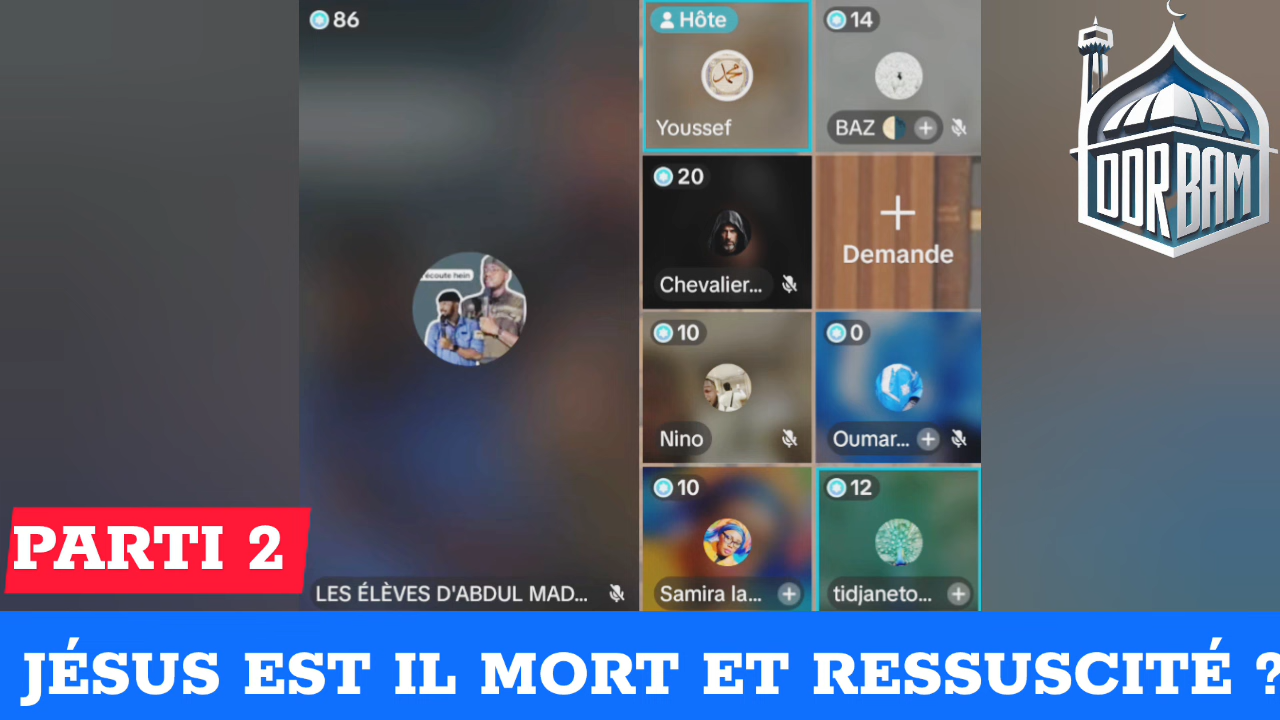 86
Hôte
Youssef
14
BAZ
20
Chevalier...
Demande
10
Nino
0
Oumar...
10
Samira la...
12
tidjaneto...
écoute hein
LES ÉLÈVES D'ABDUL MAD...
DDRBAM
PARTI 2
JÉSUS EST IL MORT ET RESSUSCITÉ ?